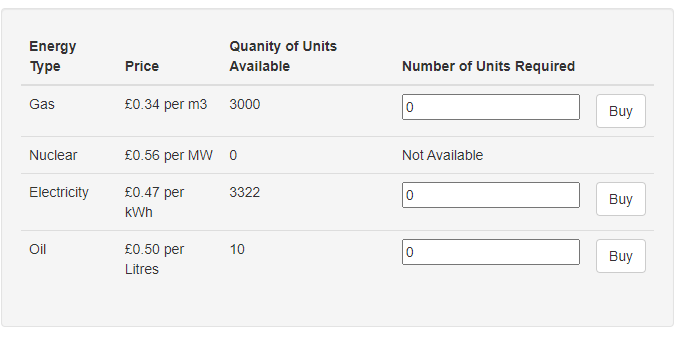 Energy Type Price Quanity of Units Available Number of Units Required
Gas £0.34 per m3 3000 0 Buy
Nuclear £0.56 per MW 0 Not Available
Electricity £0.47 per kWh 3322 0 Buy
Oil £0.50 per Litres 10 0 Buy